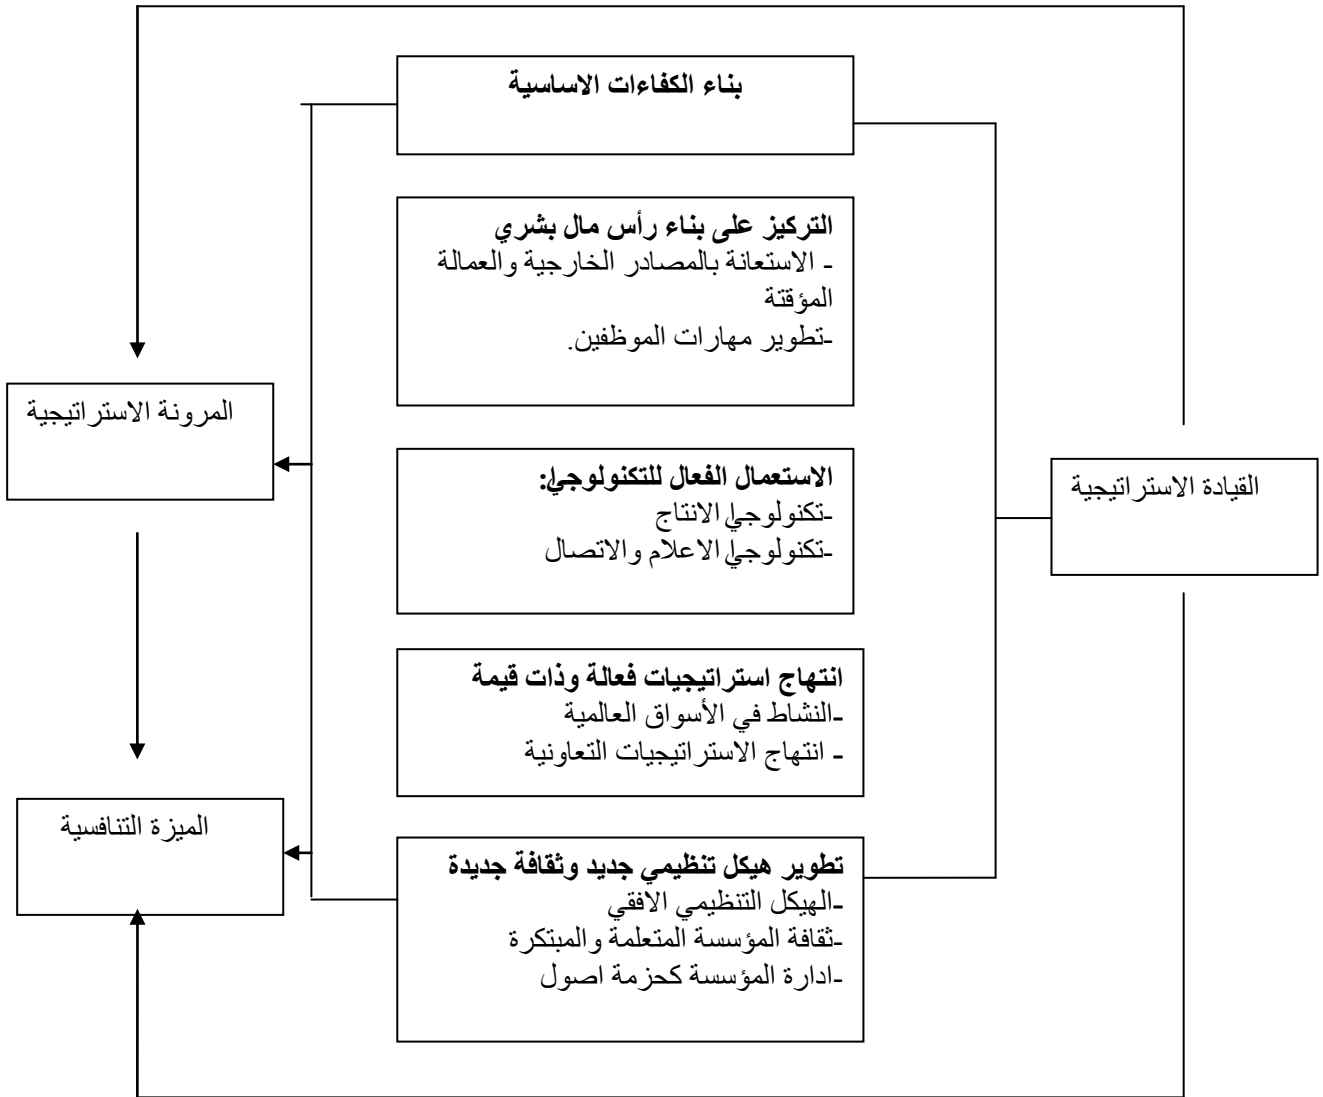 بناء الكفاءات الاساسية
التركيز على بناء رأس مال بشري
- الاستعانة بالمصادر الخارجية والعمالة
المؤقتة
-تطوير مهارات الموظفين.
المرونة الاستراتيجية
الاستعمال الفعال للتكنولوجيا:
-تكنولوجيا الانتاج
-تكنولوجيا الاعلام والاتصال
القيادة الاستراتيجية
انتهاج استراتيجيات فعالة وذات قيمة
-النشاط في الأسواق العالمية
- انتهاج الاستراتيجيات التعاونية
الميزة التنافسية
تطوير هيكل تنظيمي جديد وثقافة جديدة
-الهيكل التنظيمي الافقي
-ثقافة المؤسسة المتعلمة والمبتكرة
-ادارة المؤسسة كحزمة اصول